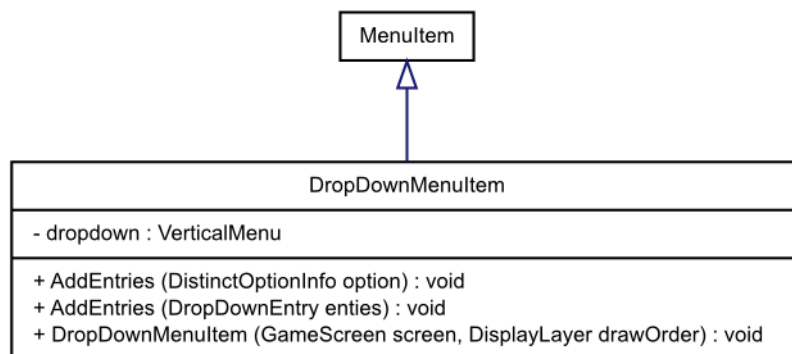 MenuItem
DropDownMenuItem
- dropdown : VerticalMenu
+ AddEntries (DistinctOptionInfo option) : void
+ AddEntries (DropDownEntry enties) : void
+ DropDownMenuItem (GameScreen screen, DisplayLayer drawOrder) : void